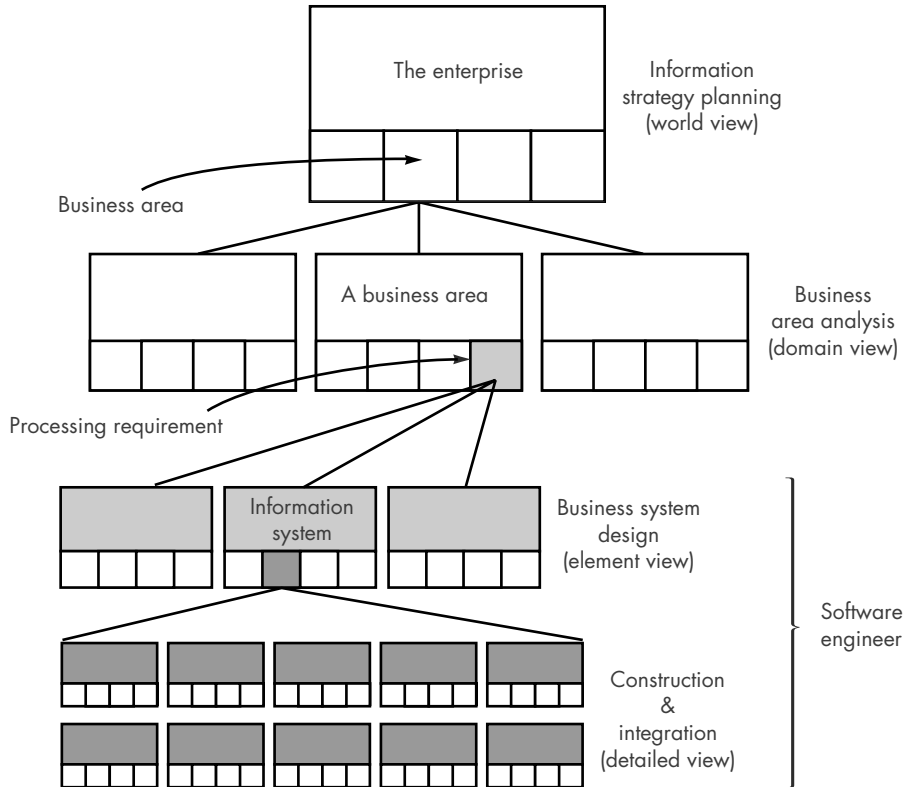 The enterprise
Information
strategy planning
(world view)
Business area
A business area
Business
area analysis
(domain view)
Processing requirement
Information
system
Business system
design
(element view)
Software
engineer
Construction
&
integration
(detailed view)